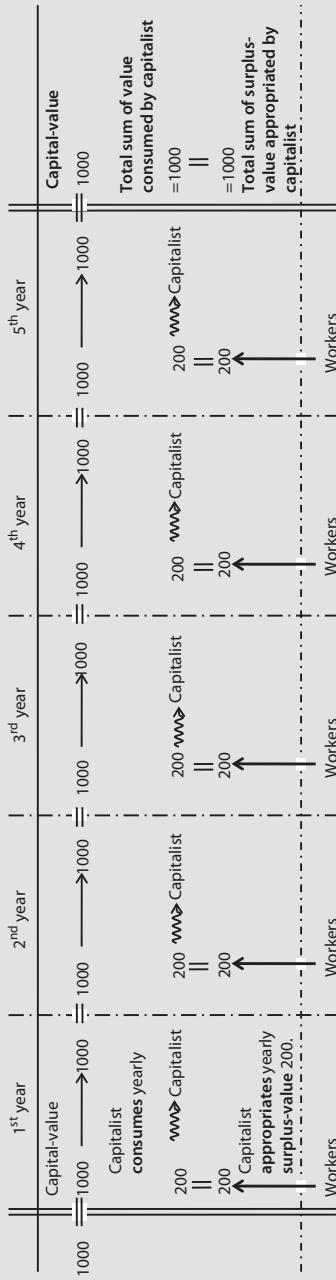 1st year
2nd year
3rd year
4th year
5th year
Capital-value
Capital-value
1000 = 1000 → 1000 = 1000 → 1000 = 1000 → 1000 = 1000 → 1000 = 1000 → 1000 = 1000
Capitalist
consumes yearly
Total sum of value
consumed by capitalist
200 Capitalist
200 Capitalist
200 Capitalist
200 Capitalist
200 Capitalist
=1000
||
||
||
||
||
||
200
200
200
200
200
=1000
Capitalist
appropriates yearly
surplus-value 200.
Total sum of surplus-
value appropriated by
capitalist
Workers
Workers
Workers
Workers
Workers